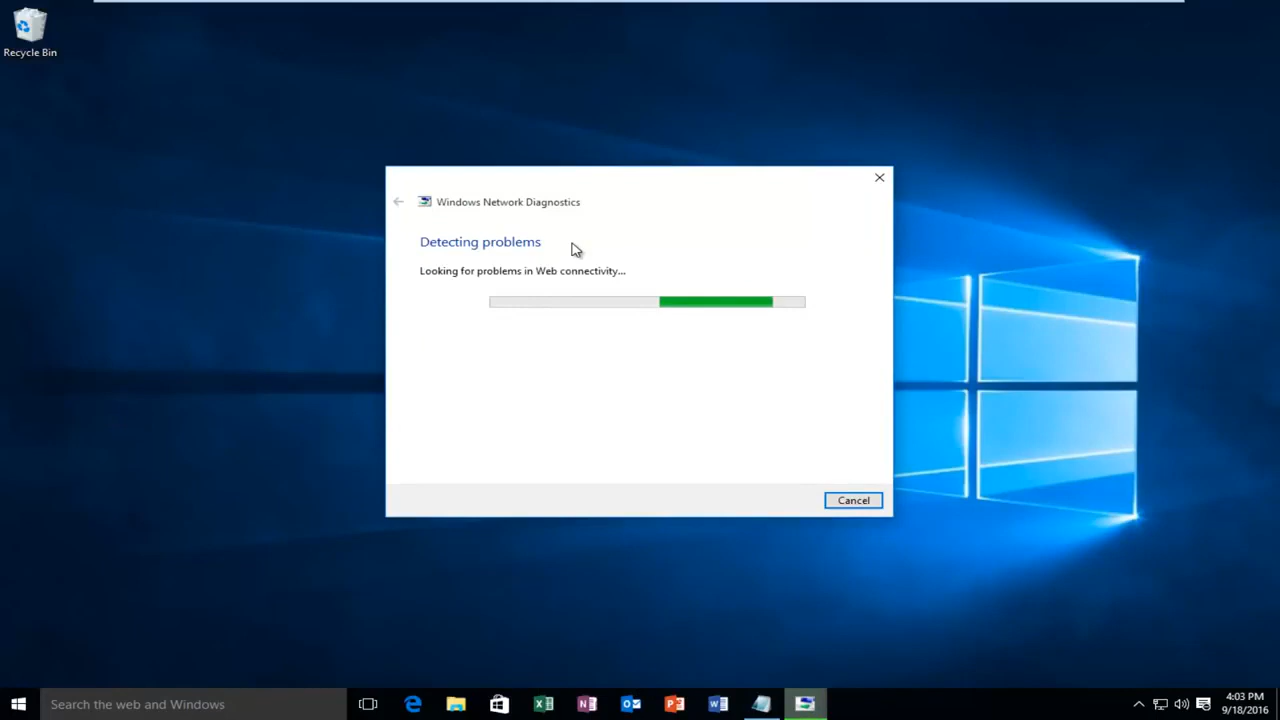 Recycle Bin
Windows Network Diagnostics
Detecting problems
Looking for problems in Web connectivity...
Cancel
Search the web and Windows
4:03 PM
9/18/2016